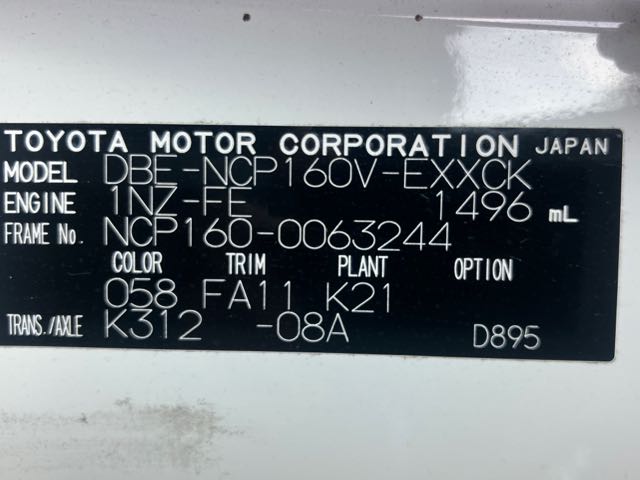 TOYOTA MOTOR CORPORATION JAPAN
MODEL DBE-NCP160V-EXXCK
ENGINE 1NZ-FE 1496 mL
FRAME No. NCP160-0063244
COLOR TRIM PLANT OPTION
058 FA11 K21
TRANS./AXLE K312 -08A D895